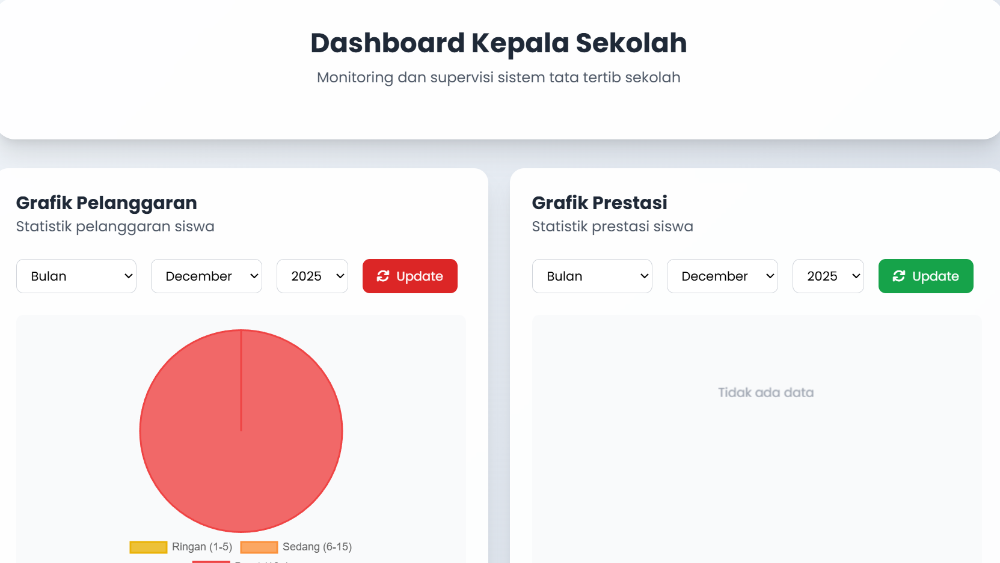 Dashboard Kepala Sekolah
Monitoring dan supervisi sistem tata tertib sekolah
Grafik Pelanggaran
Statistik pelanggaran siswa
Bulan December 2025 Update
Ringan (1-5) Sedang (6-15)
Grafik Prestasi
Statistik prestasi siswa
Bulan December 2025 Update
Tidak ada data